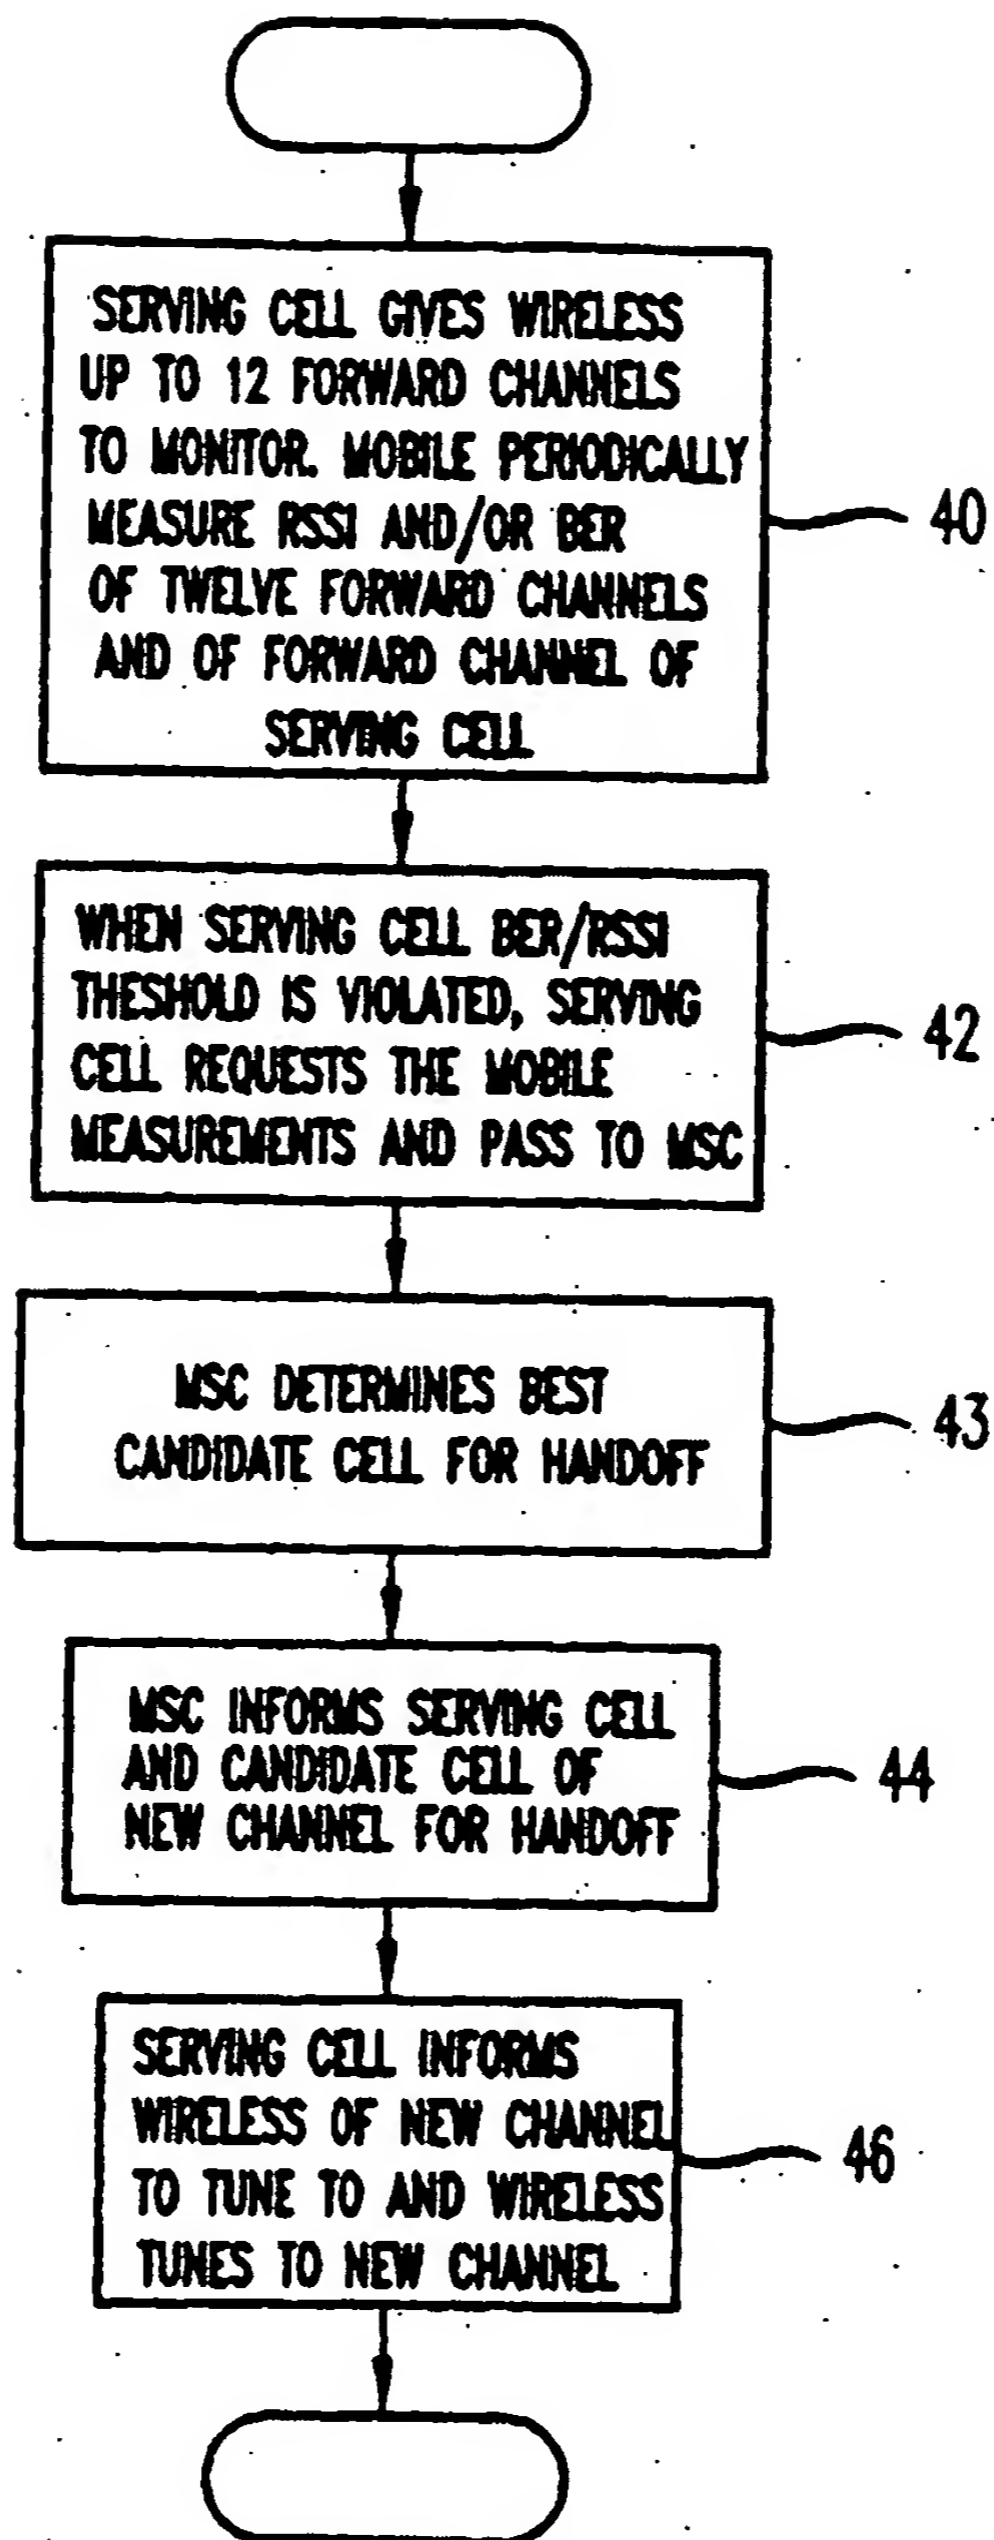 SERVING CELL GIVES WIRELESS
UP TO 12 FORWARD CHANNELS
TO MONITOR. MOBILE PERIODICALLY
MEASURE RSSI AND/OR BER
OF TWELVE FORWARD CHANNELS
AND OF FORWARD CHANNEL OF
SERVING CELL
40
WHEN SERVING CELL BER/RSSI
THESHOLD IS VIOLATED, SERVING
CELL REQUESTS THE MOBILE
MEASUREMENTS AND PASS TO MSC
42
MSC DETERMINES BEST
CANDIDATE CELL FOR HANDOFF
43
MSC INFORMS SERVING CELL
AND CANDIDATE CELL OF
NEW CHANNEL FOR HANDOFF
44
SERVING CELL INFORMS
WIRELESS OF NEW CHANNEL
TO TUNE TO AND WIRELESS
TUNES TO NEW CHANNEL
46